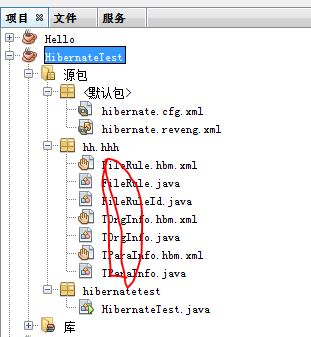 项目 文件 服务
Hello
HibernateTest
源包
<默认包>
hibernate.cfg.xml
hibernate.reveng.xml
hh.hhh
FileRule.hbm.xml
FileRule.java
FileRuleId.java
TOrgInfo.hbm.xml
TOrgInfo.java
TParaInfo.hbm.xml
TParaInfo.java
hibernatetest
HibernateTest.java
库